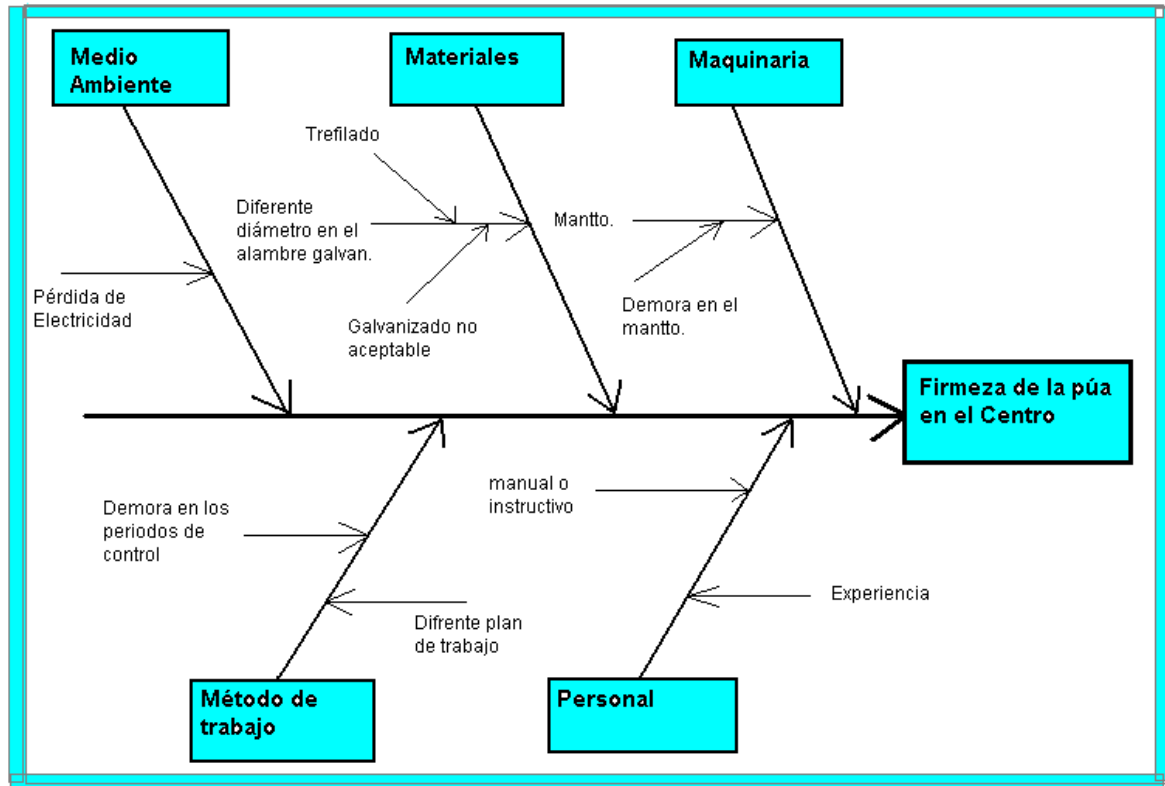 Medio
Ambiente
Materiales
Maquinaria
Trefilado
Diferente
diámetro en el
alambre galvan.
Mantto.
Pérdida de
Electricidad
Galvanizado no
aceptable
Demora en el
mantto.
Firmeza de la púa
en el Centro
Demora en los
periodos de
control
manual o
instructivo
Difrente plan
de trabajo
Experiencia
Método de
trabajo
Personal